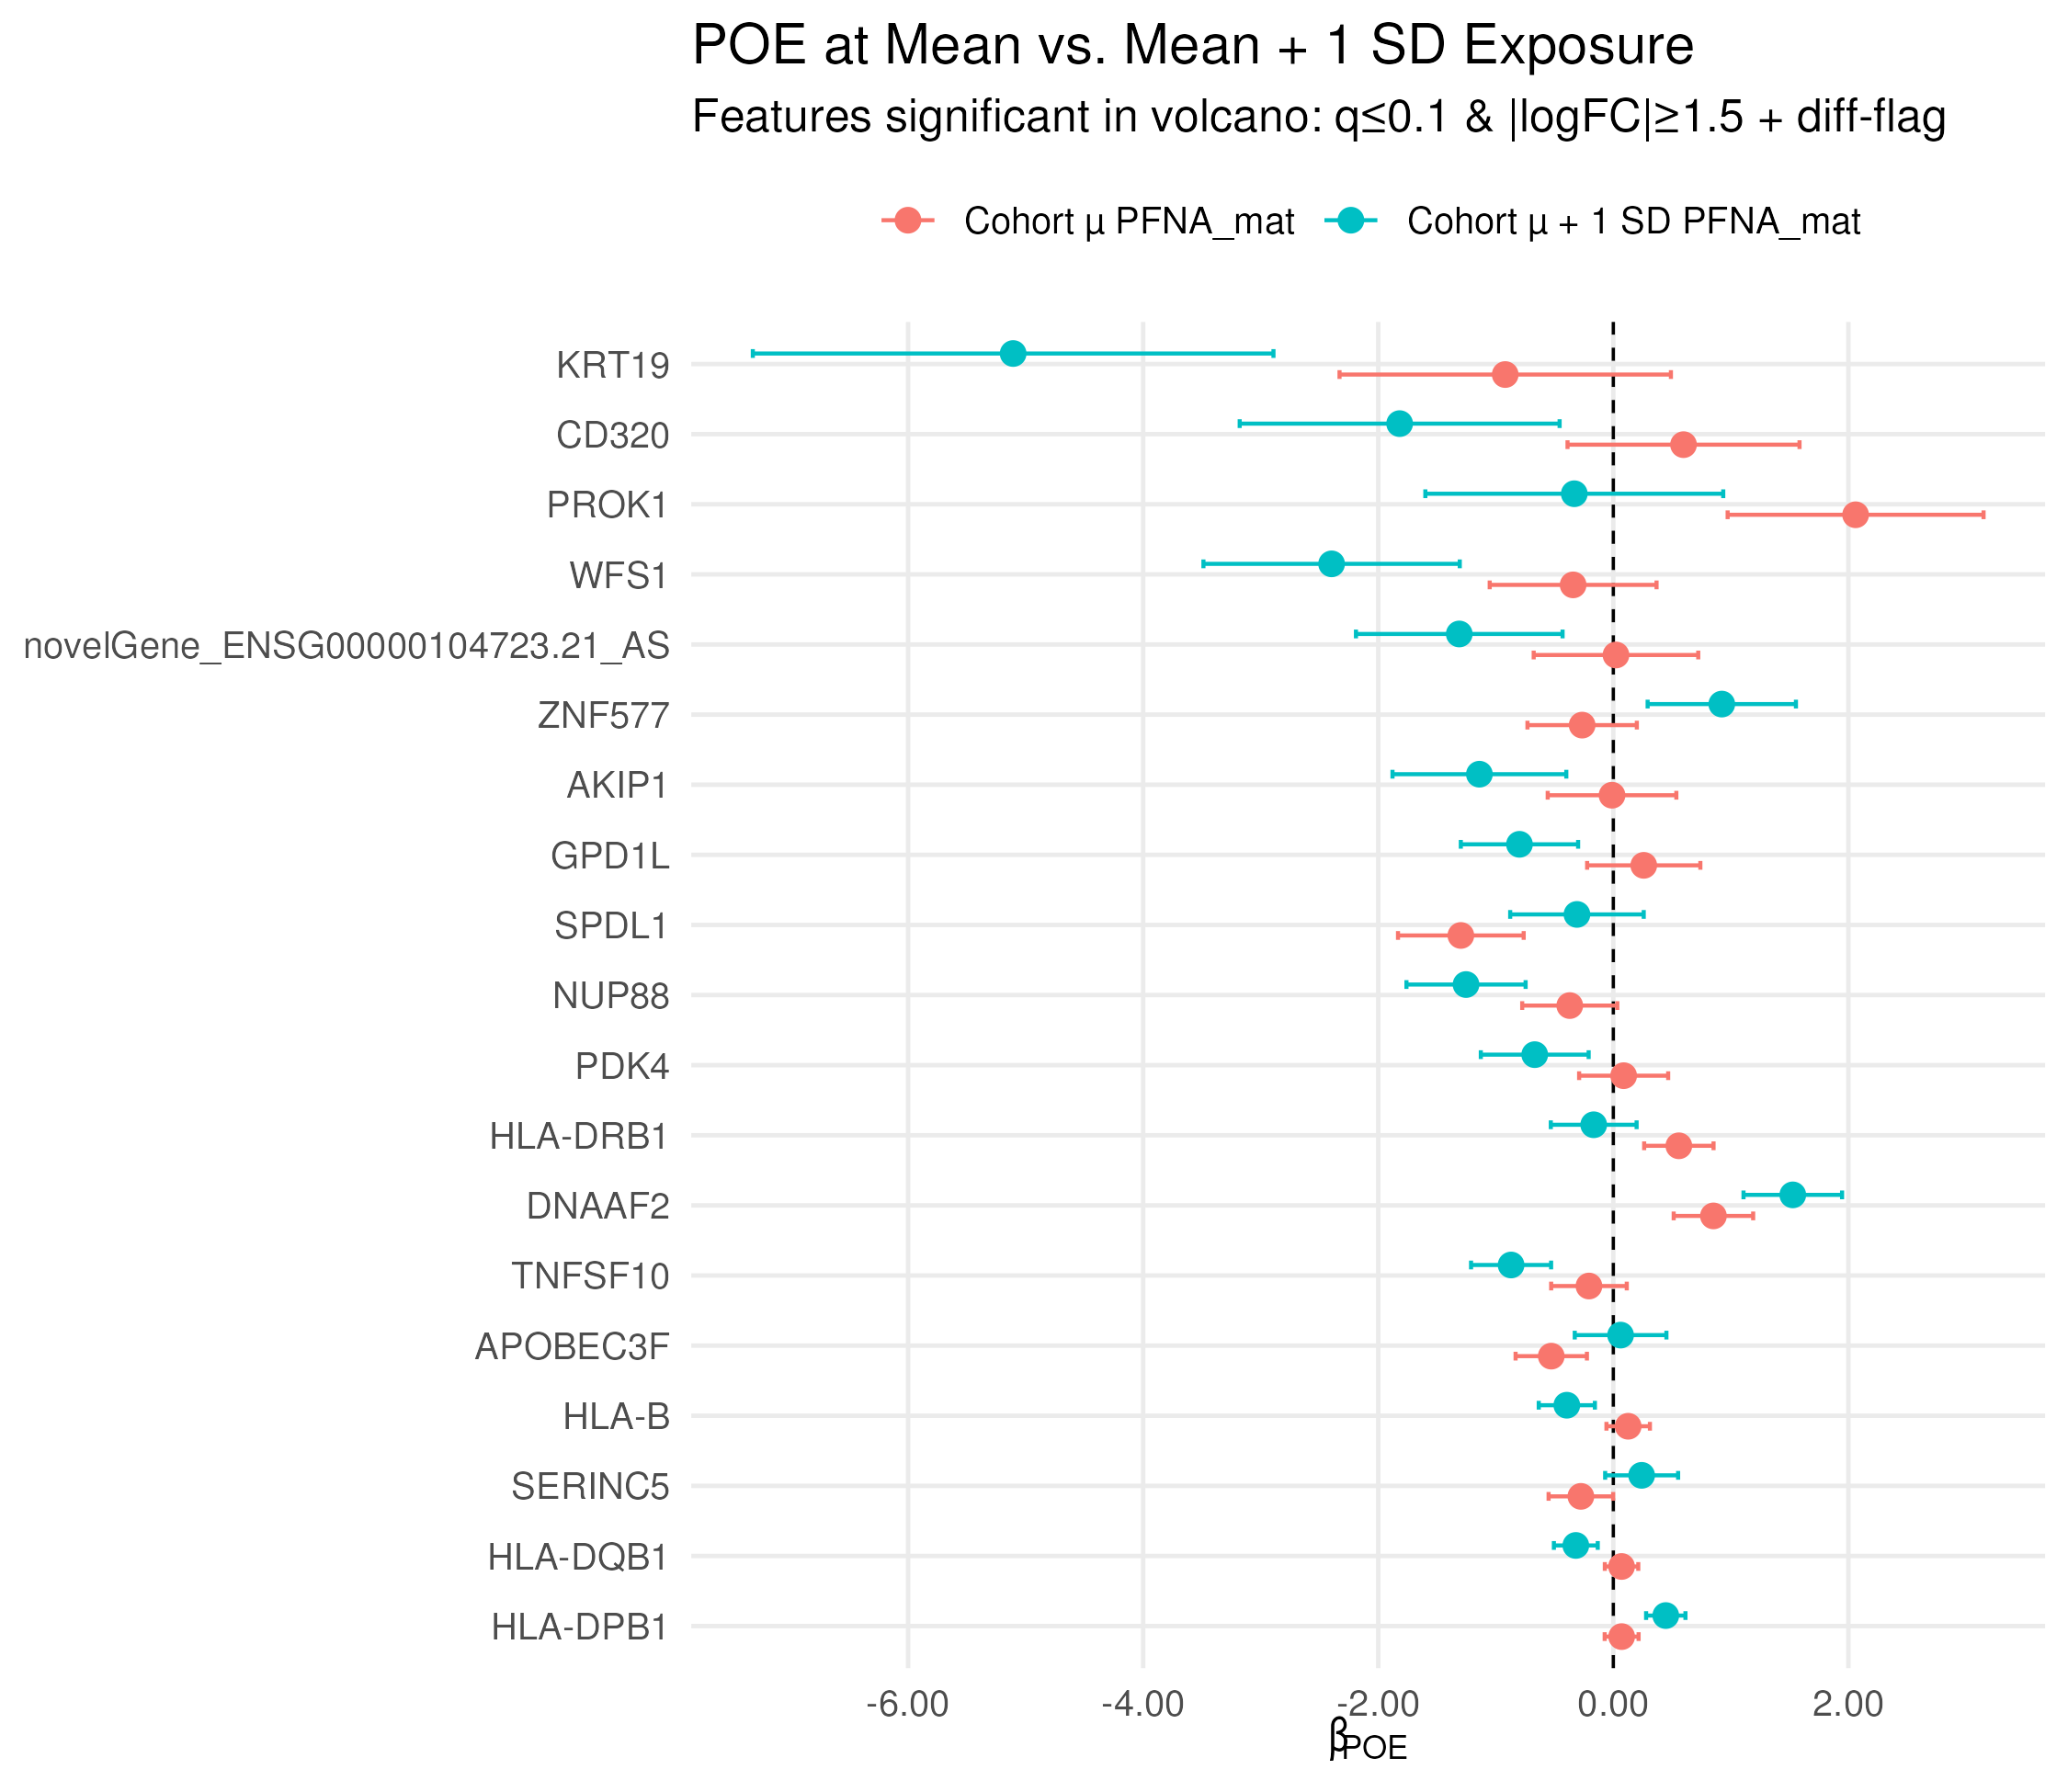 POE at Mean vs. Mean + 1 SD Exposure
Features significant in volcano: q≤0.1 & |logFC|≥1.5 + diff-flag
Cohort μ PFNA_mat Cohort μ + 1 SD PFNA_mat
KRT19
CD320
PROK1
WFS1
novelGene_ENSG00000104723.21_AS
ZNF577
AKIP1
GPD1L
SPDL1
NUP88
PDK4
HLA-DRB1
DNAAF2
TNFSF10
APOBEC3F
HLA-B
SERINC5
HLA-DQB1
HLA-DPB1
-6.00 -4.00 -2.00 0.00 2.00
βPOE